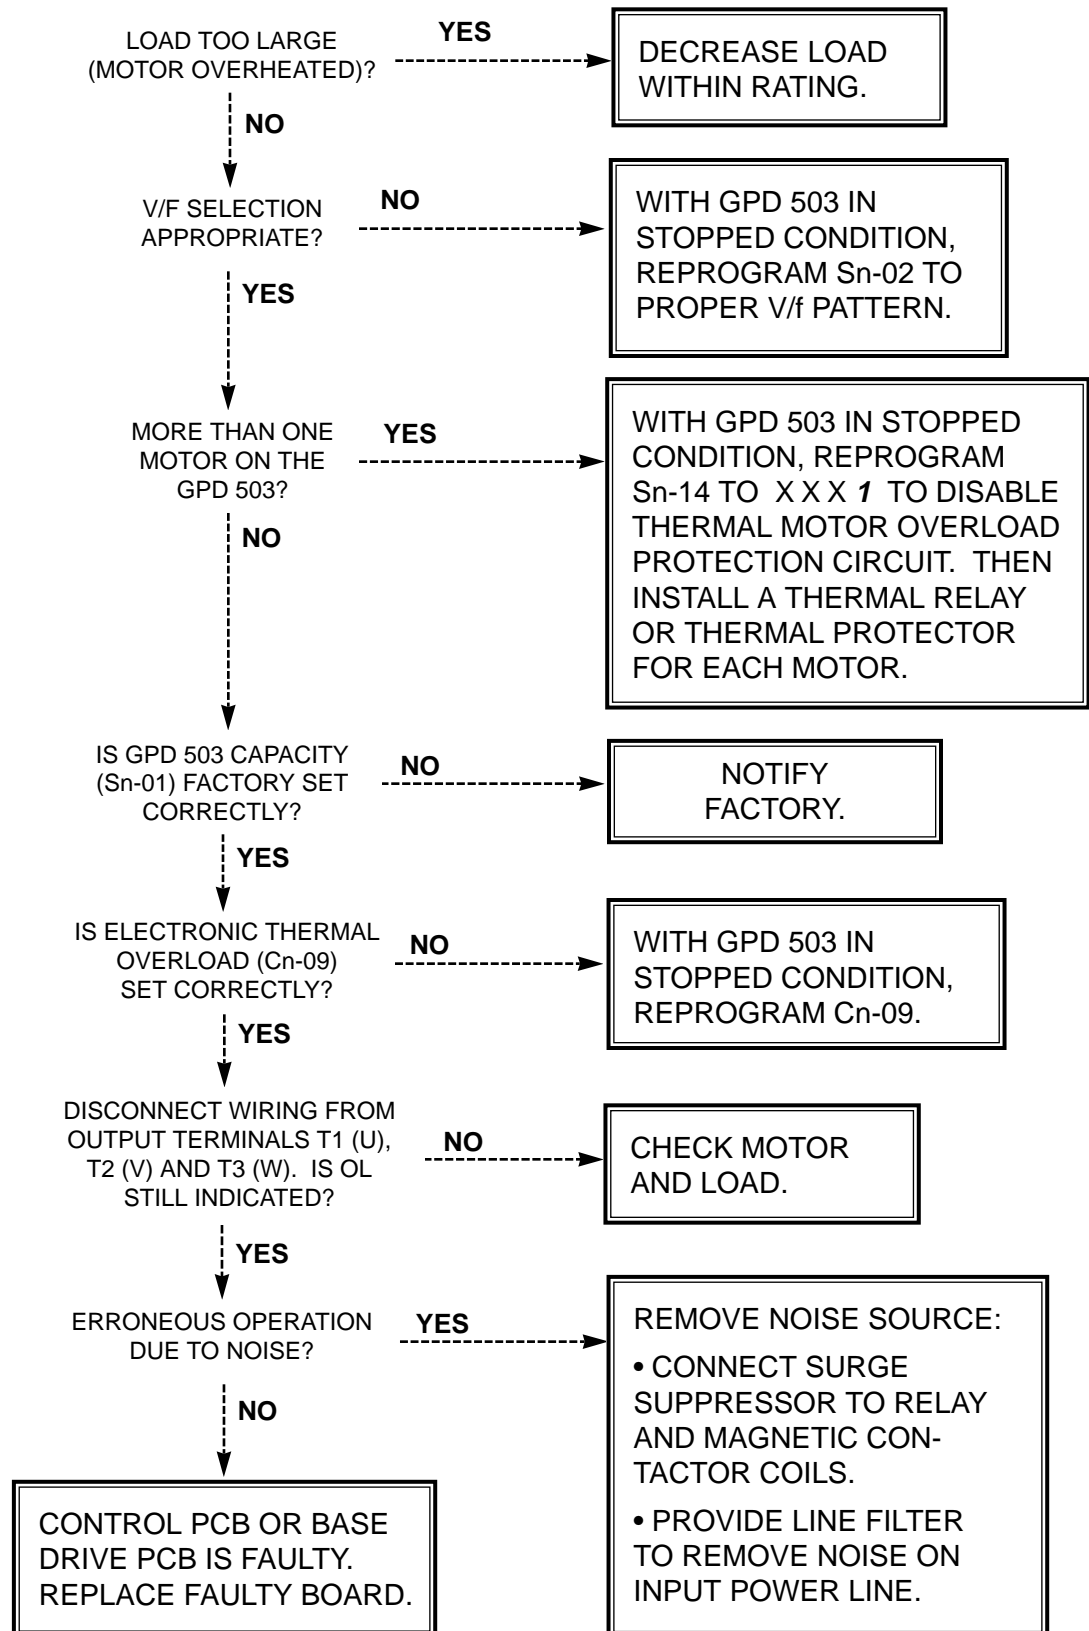 LOAD TOO LARGE
(MOTOR OVERHEATED)?
YES
DECREASE LOAD
WITHIN RATING.
NO
V/F SELECTION
APPROPRIATE?
NO
WITH GPD 503 IN
STOPPED CONDITION,
REPROGRAM Sn-02 TO
PROPER V/f PATTERN.
YES
MORE THAN ONE
MOTOR ON THE
GPD 503?
YES
WITH GPD 503 IN STOPPED
CONDITION, REPROGRAM
Sn-14 TO X X X 1 TO DISABLE
THERMAL MOTOR OVERLOAD
PROTECTION CIRCUIT. THEN
INSTALL A THERMAL RELAY
OR THERMAL PROTECTOR
FOR EACH MOTOR.
NO
IS GPD 503 CAPACITY
(Sn-01) FACTORY SET
CORRECTLY?
NO
NOTIFY
FACTORY.
YES
IS ELECTRONIC THERMAL
OVERLOAD (Cn-09)
SET CORRECTLY?
NO
WITH GPD 503 IN
STOPPED CONDITION,
REPROGRAM Cn-09.
YES
DISCONNECT WIRING FROM
OUTPUT TERMINALS T1 (U),
T2 (V) AND T3 (W). IS OL
STILL INDICATED?
NO
CHECK MOTOR
AND LOAD.
YES
ERRONEOUS OPERATION
DUE TO NOISE?
YES
REMOVE NOISE SOURCE:
• CONNECT SURGE
SUPPRESSOR TO RELAY
AND MAGNETIC CON-
TACTOR COILS.
• PROVIDE LINE FILTER
TO REMOVE NOISE ON
INPUT POWER LINE.
NO
CONTROL PCB OR BASE
DRIVE PCB IS FAULTY.
REPLACE FAULTY BOARD.